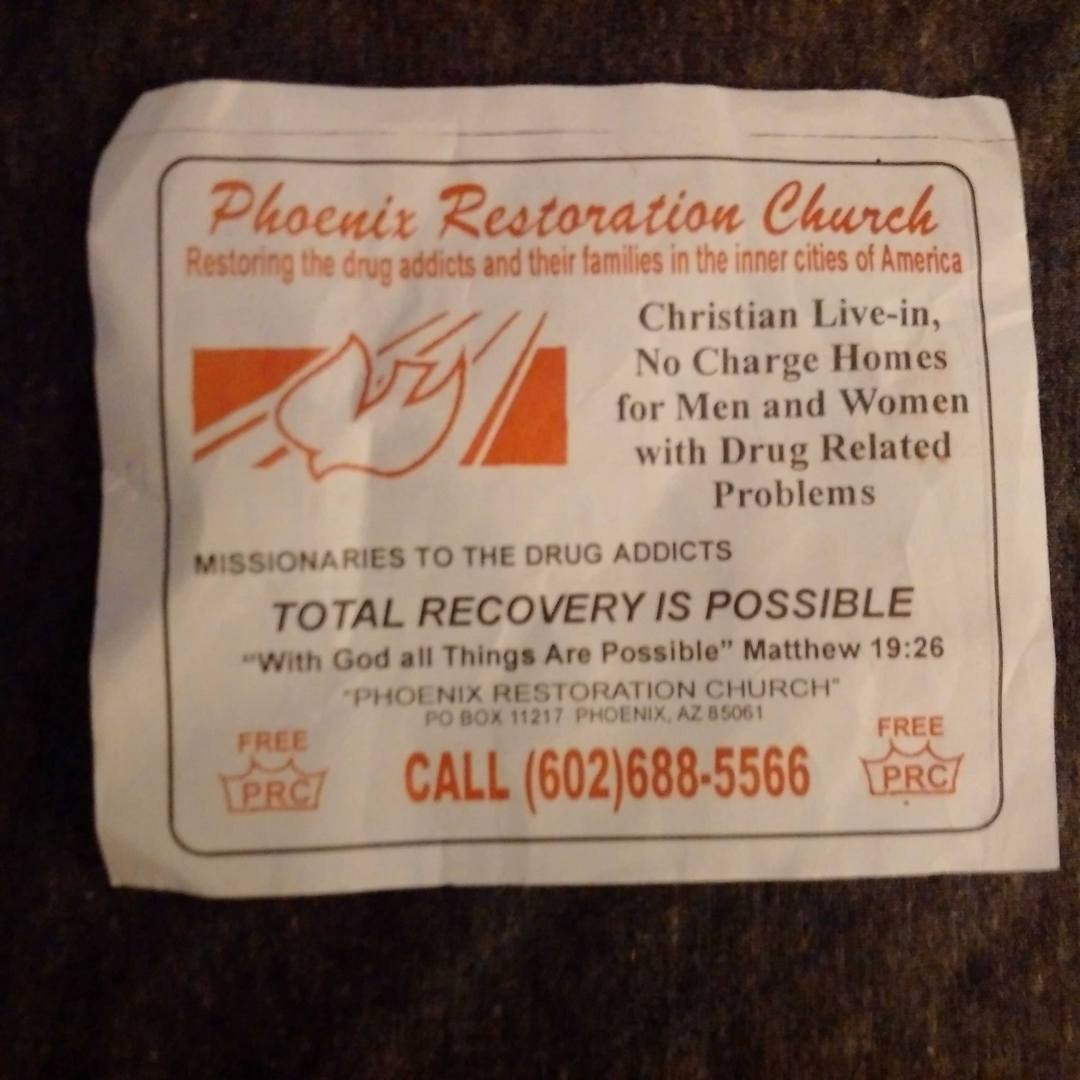 Phoenix Restoration Church
Restoring the drug addicts and their families in the inner cities of America
Christian Live-in,
No Charge Homes
for Men and Women
with Drug Related
Problems
MISSIONARIES TO THE DRUG ADDICTS
TOTAL RECOVERY IS POSSIBLE
“With God all Things Are Possible” Matthew 19:26
"PHOENIX RESTORATION CHURCH"
PO BOX 11217 PHOENIX, AZ 85061
FREE
PRC
CALL (602)688-5566
FREE
PRC